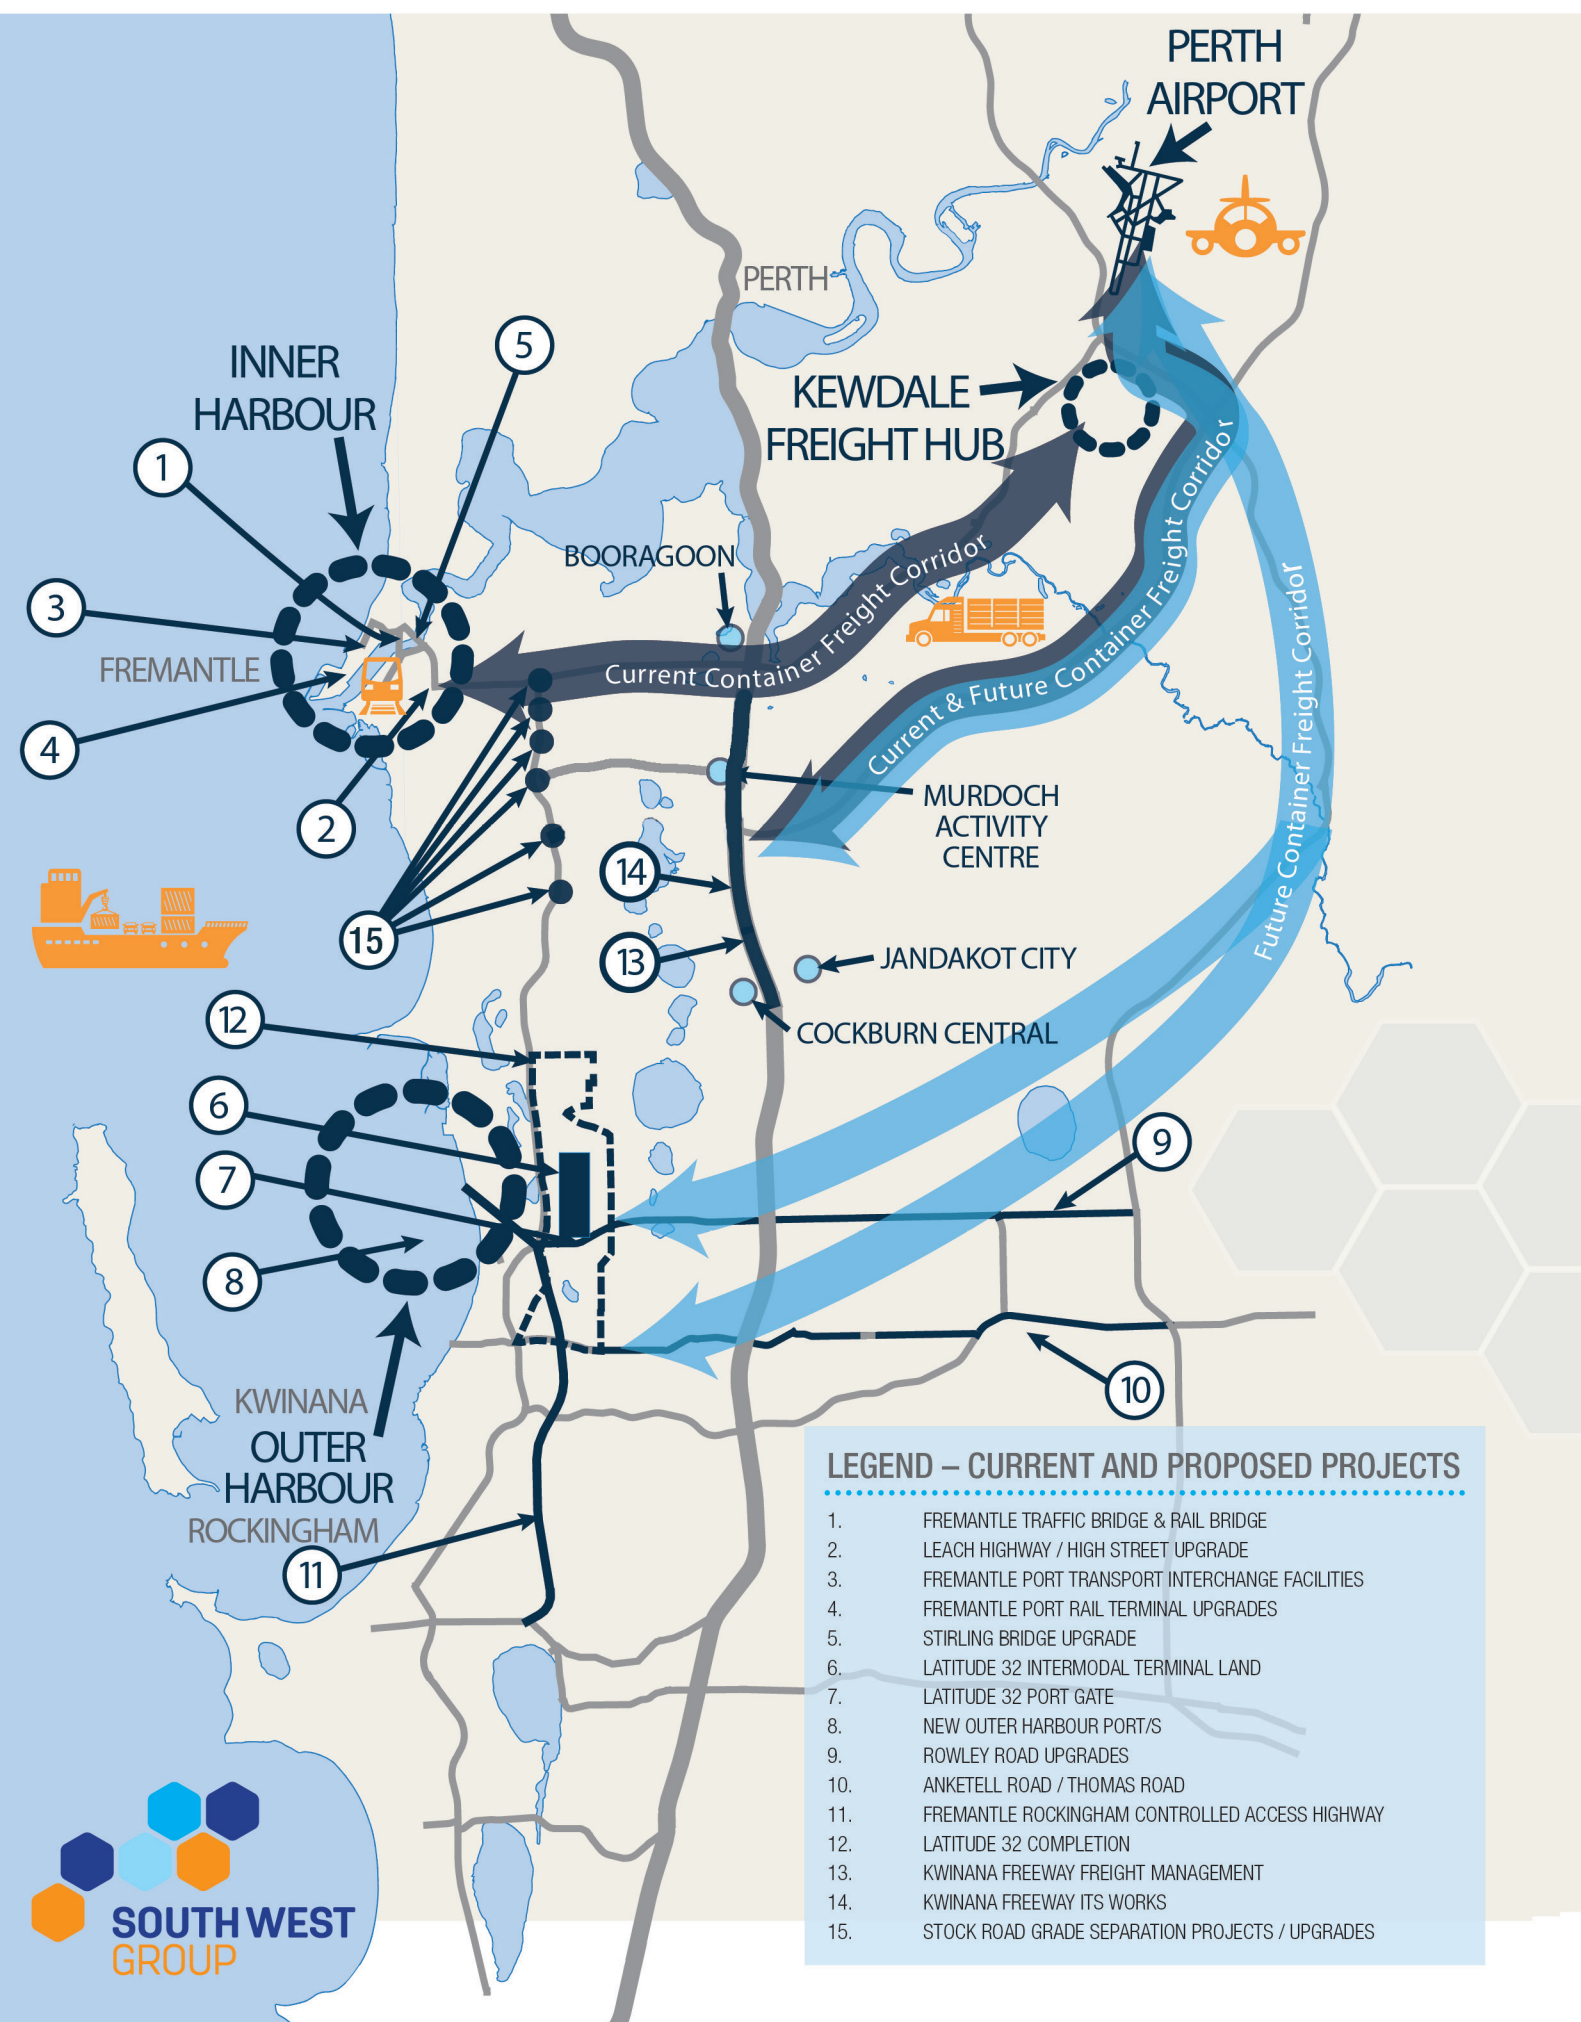 PERTH
AIRPORT
PERTH
5
INNER
HARBOUR
KEWDALE
FREIGHT HUB
1
BOORAGOON
3
FREMANTLE
4
2
Current Container Freight Corridor
Current & Future Container Freight Corridor
Future Container Freight Corridor
MURDOCH
ACTIVITY
CENTRE
14
15
13
JANDAKOT CITY
12
COCKBURN CENTRAL
6
9
7
8
10
KWINANA
OUTER
HARBOUR
ROCKINGHAM
11
LEGEND – CURRENT AND PROPOSED PROJECTS
1. FREMANTLE TRAFFIC BRIDGE & RAIL BRIDGE
2. LEACH HIGHWAY / HIGH STREET UPGRADE
3. FREMANTLE PORT TRANSPORT INTERCHANGE FACILITIES
4. FREMANTLE PORT RAIL TERMINAL UPGRADES
5. STIRLING BRIDGE UPGRADE
6. LATITUDE 32 INTERMODAL TERMINAL LAND
7. LATITUDE 32 PORT GATE
8. NEW OUTER HARBOUR PORT/S
9. ROWLEY ROAD UPGRADES
10. ANKETELL ROAD / THOMAS ROAD
11. FREMANTLE ROCKINGHAM CONTROLLED ACCESS HIGHWAY
12. LATITUDE 32 COMPLETION
13. KWINANA FREEWAY FREIGHT MANAGEMENT
14. KWINANA FREEWAY ITS WORKS
15. STOCK ROAD GRADE SEPARATION PROJECTS / UPGRADES
SOUTH WEST
GROUP